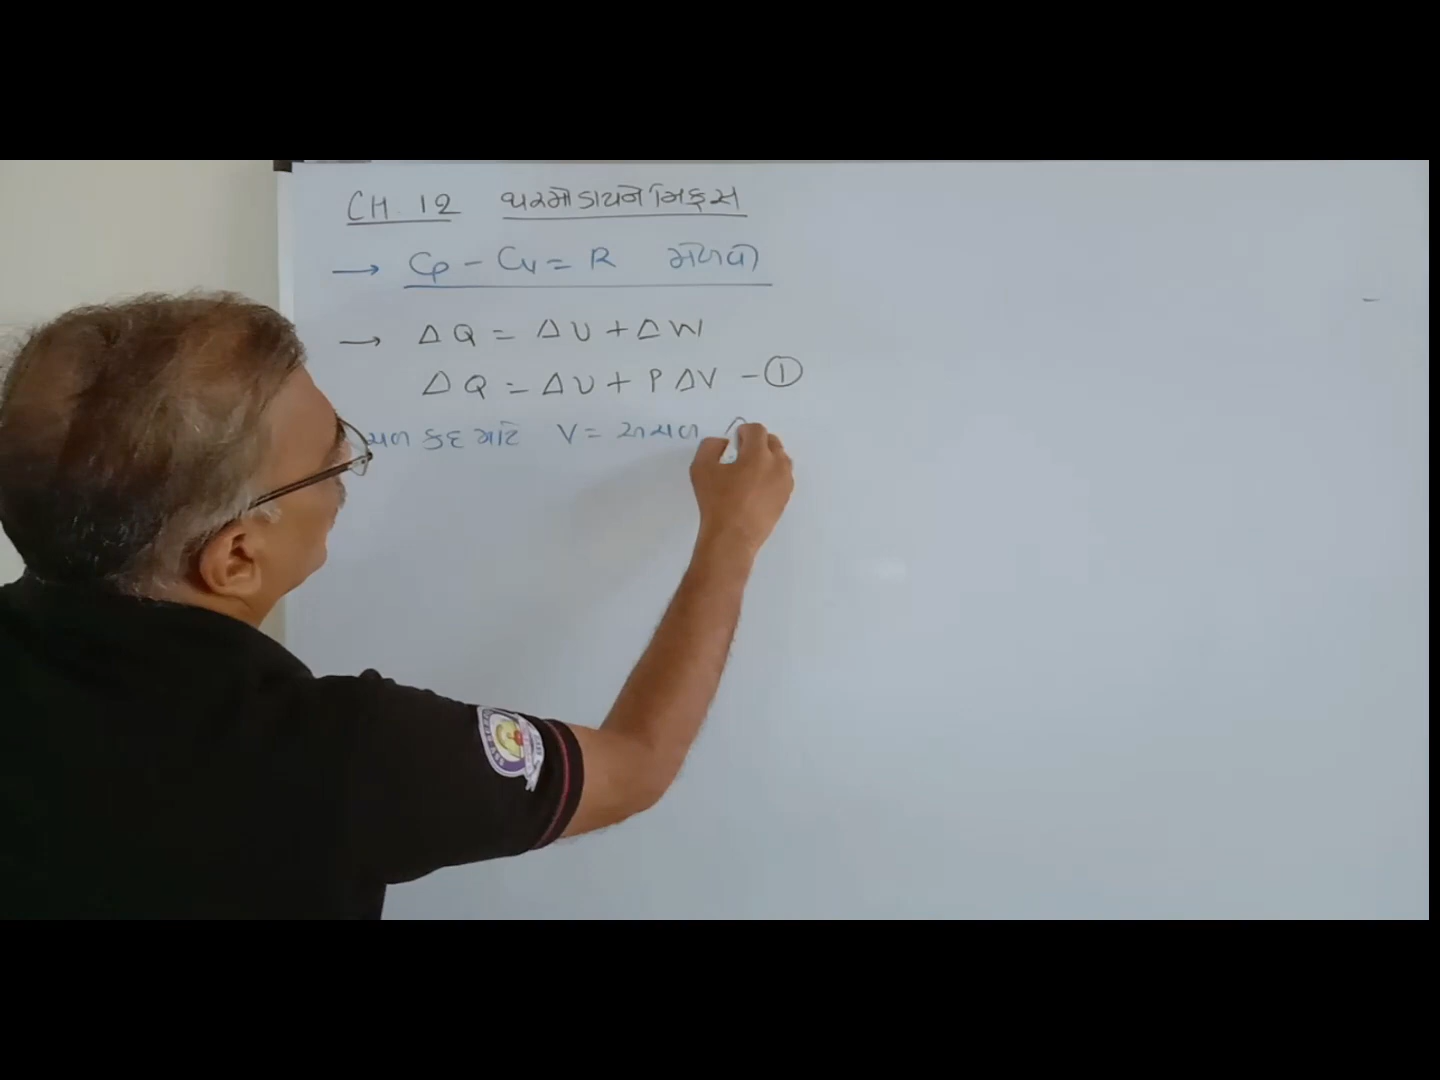 CH. 12 થરમોડાયનેમિક્સ
→ Cp - Cv = R મેળવો
→ ΔQ = ΔU + ΔW
ΔQ = ΔU + PΔV - ①
કદ માટે V = અચળ